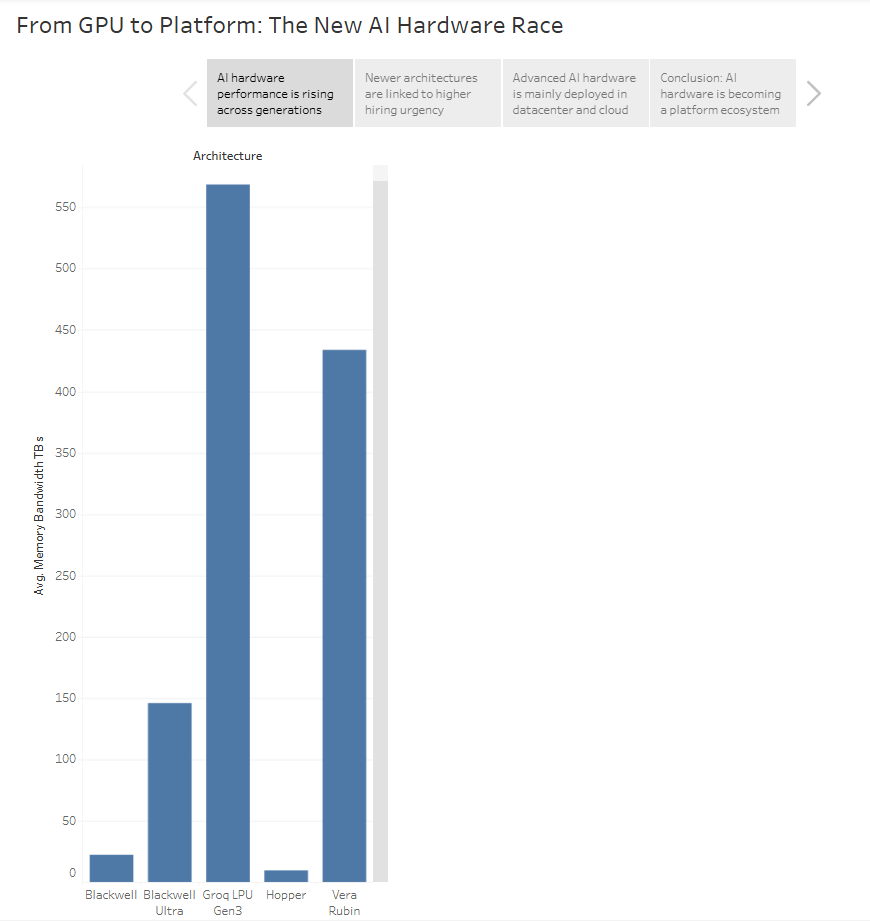 From GPU to Platform: The New AI Hardware Race
AI hardware
performance is rising
across generations
Newer architectures
are linked to higher
hiring urgency
Advanced AI hardware
is mainly deployed in
datacenter and cloud
Conclusion: AI
hardware is becoming
a platform ecosystem
Architecture
Avg. Memory Bandwidth TB s
550
500
450
400
350
300
250
200
150
100
50
0
Blackwell
Blackwell
Ultra
Groq LPU
Gen3
Hopper
Vera
Rubin